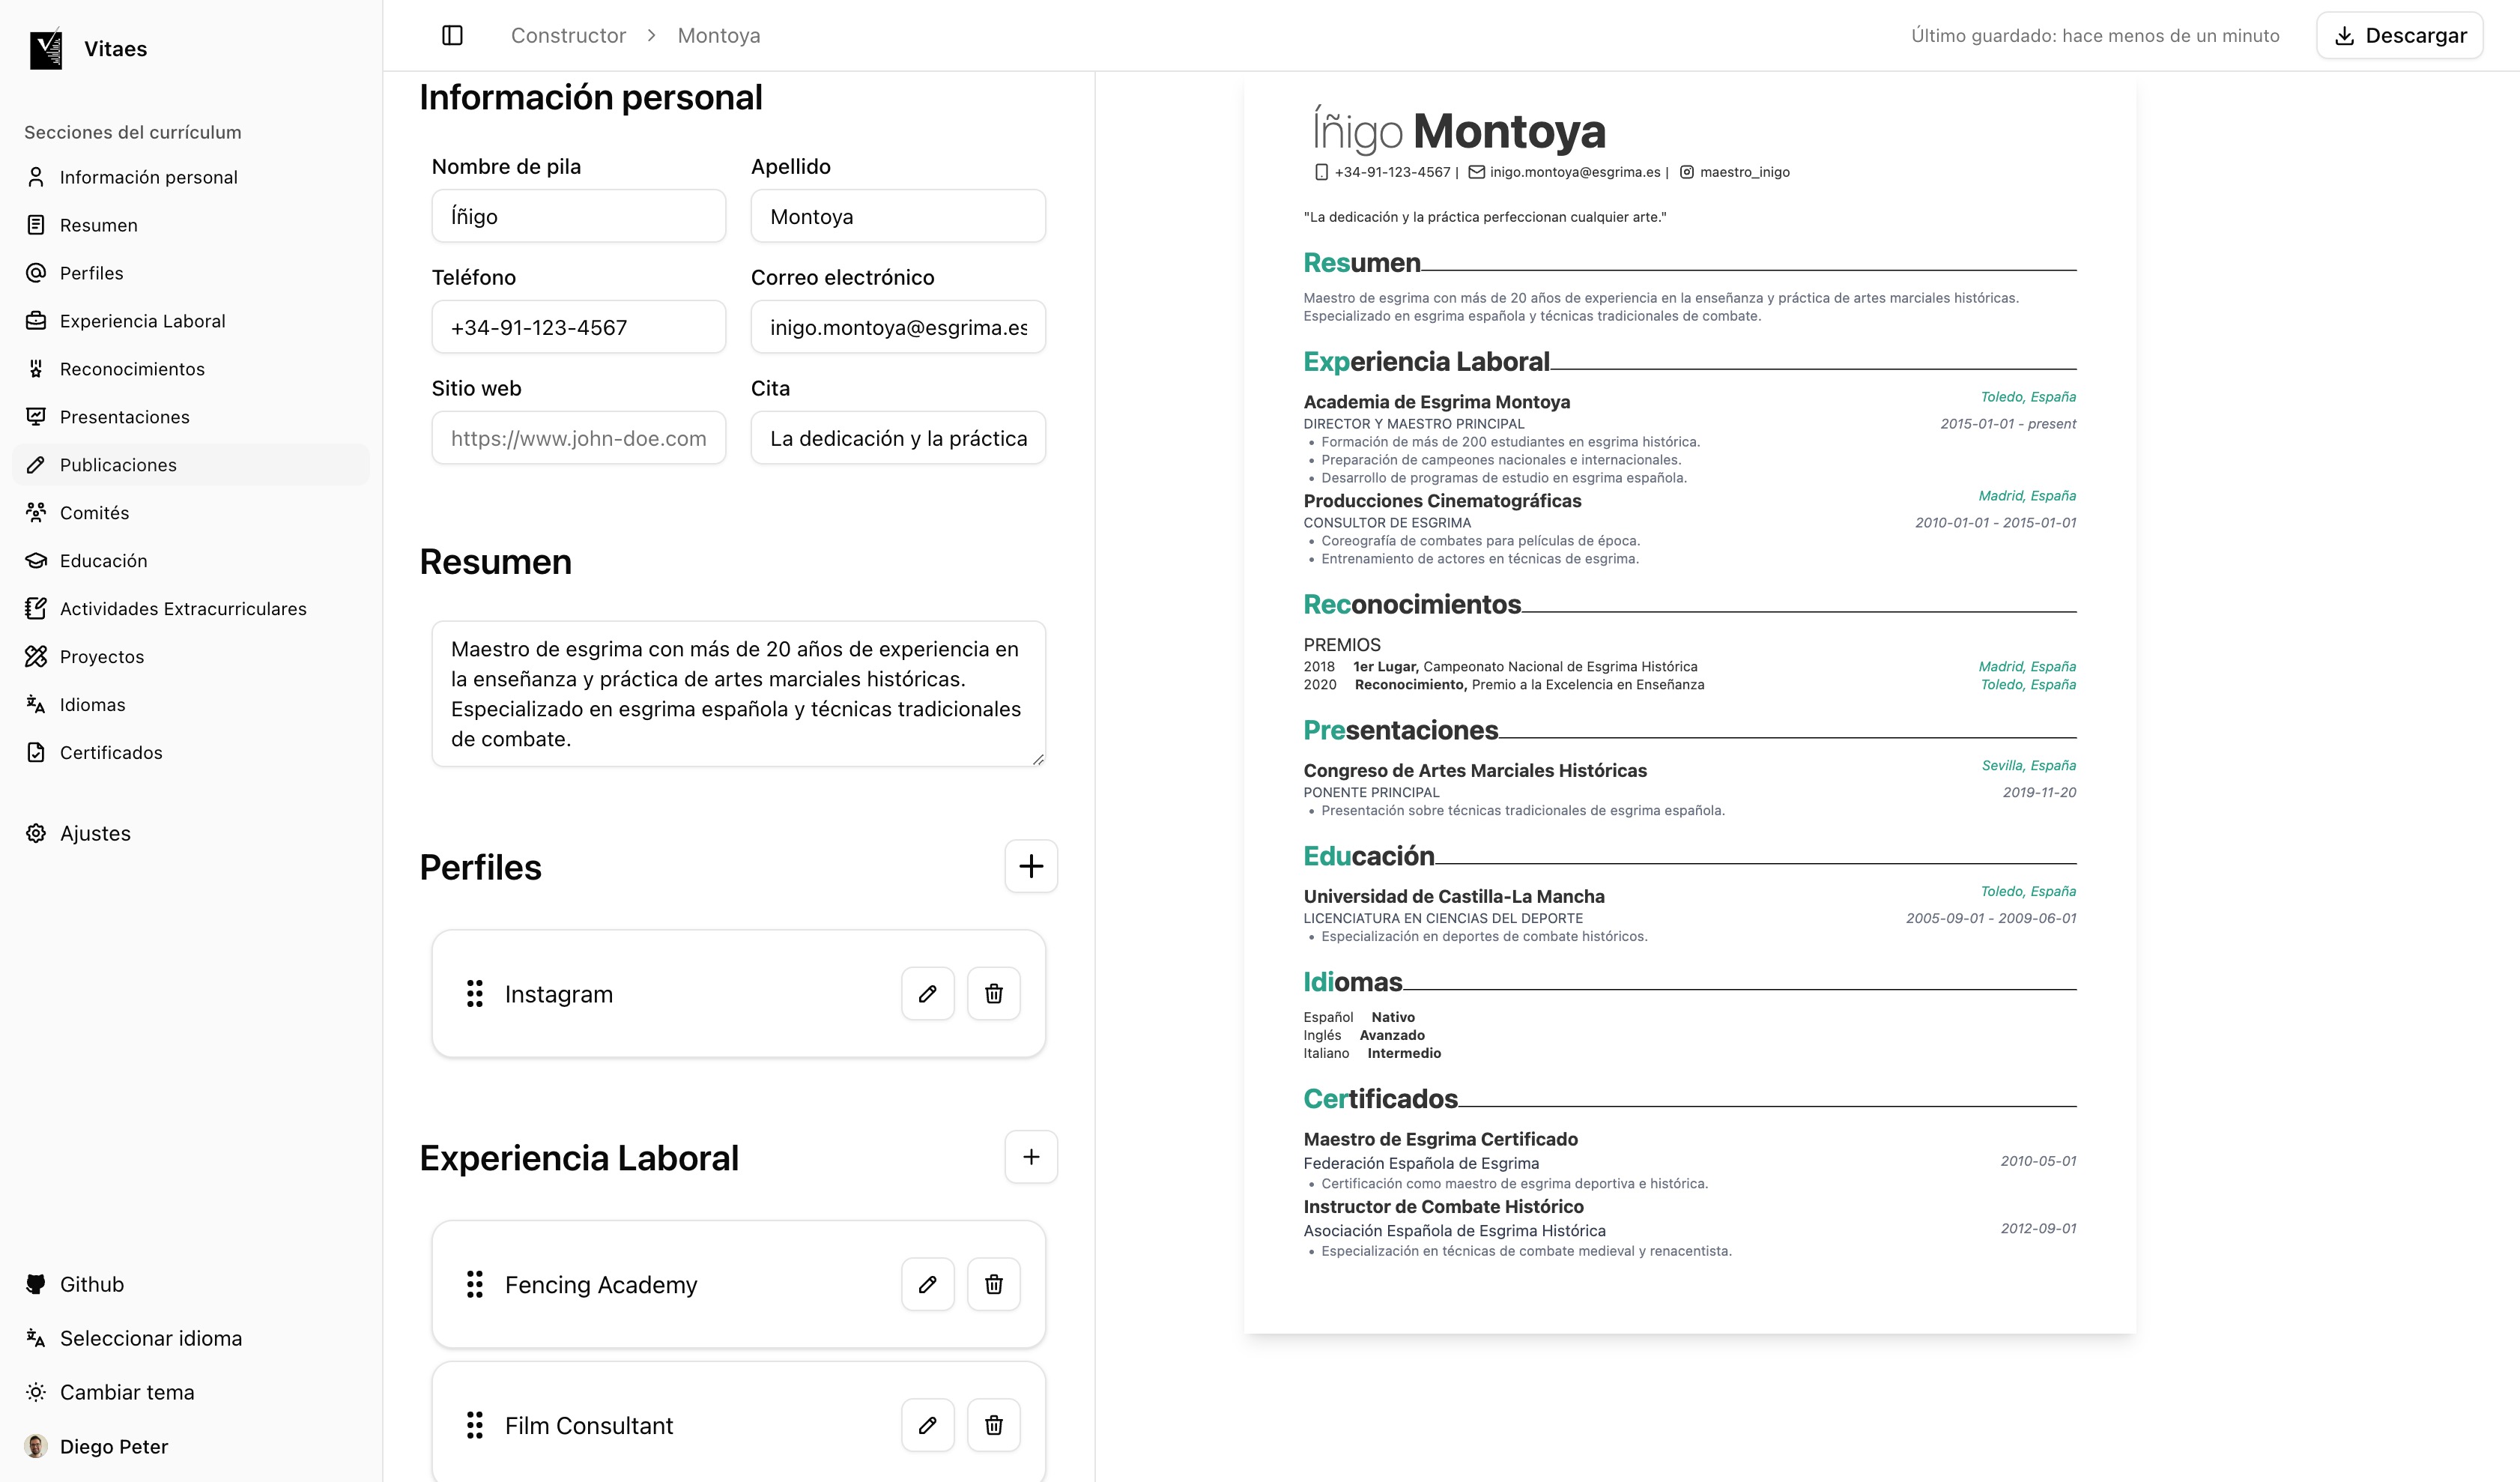 Vitaes
Secciones del currículum
Información personal
Resumen
Perfiles
Experiencia Laboral
Reconocimientos
Presentaciones
Publicaciones
Comités
Educación
Actividades Extracurriculares
Proyectos
Idiomas
Certificados
Ajustes
Github
Seleccionar idioma
Cambiar tema
Diego Peter
Constructor > Montoya
Último guardado: hace menos de un minuto
Descargar
Información personal
Nombre de pila
Apellido
Íñigo
Montoya
Teléfono
Correo electrónico
+34-91-123-4567
inigo.montoya@esgrima.es
Sitio web
Cita
https://www.john-doe.com
La dedicación y la práctica
Resumen
Maestro de esgrima con más de 20 años de experiencia en
la enseñanza y práctica de artes marciales históricas.
Especializado en esgrima española y técnicas tradicionales
de combate.
Perfiles
Instagram
Experiencia Laboral
Fencing Academy
Film Consultant
Íñigo Montoya
+34-91-123-4567 | inigo.montoya@esgrima.es | maestro_inigo
"La dedicación y la práctica perfeccionan cualquier arte."
Resumen
Maestro de esgrima con más de 20 años de experiencia en la enseñanza y práctica de artes marciales históricas.
Especializado en esgrima española y técnicas tradicionales de combate.
Experiencia Laboral
Academia de Esgrima Montoya Toledo, España
DIRECTOR Y MAESTRO PRINCIPAL 2015-01-01 - present
• Formación de más de 200 estudiantes en esgrima histórica.
• Preparación de campeones nacionales e internacionales.
• Desarrollo de programas de estudio en esgrima española.
Producciones Cinematográficas Madrid, España
CONSULTOR DE ESGRIMA 2010-01-01 - 2015-01-01
• Coreografía de combates para películas de época.
• Entrenamiento de actores en técnicas de esgrima.
Reconocimientos
PREMIOS
2018 1er Lugar, Campeonato Nacional de Esgrima Histórica Madrid, España
2020 Reconocimiento, Premio a la Excelencia en Enseñanza Toledo, España
Presentaciones
Congreso de Artes Marciales Históricas Sevilla, España
PONENTE PRINCIPAL 2019-11-20
• Presentación sobre técnicas tradicionales de esgrima española.
Educación
Universidad de Castilla-La Mancha Toledo, España
LICENCIATURA EN CIENCIAS DEL DEPORTE 2005-09-01 - 2009-06-01
• Especialización en deportes de combate históricos.
Idiomas
Español Nativo
Inglés Avanzado
Italiano Intermedio
Certificados
Maestro de Esgrima Certificado
Federación Española de Esgrima 2010-05-01
• Certificación como maestro de esgrima deportiva e histórica.
Instructor de Combate Histórico
Asociación Española de Esgrima Histórica 2012-09-01
• Especialización en técnicas de combate medieval y renacentista.